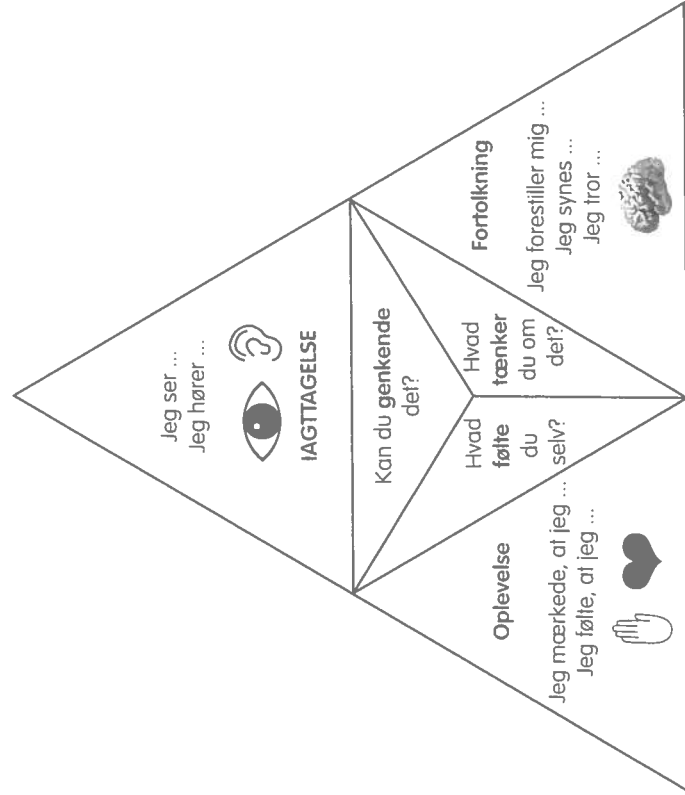 Jeg ser ...
Jeg hører ...
IAGTTAGELSE
Kan du genkende
det?
Hvad
følte
du
selv?
Hvad
tænker
du om
det?
Oplevelse
Jeg mærkede, at jeg ...
Jeg følte, at jeg ...
Fortolkning
Jeg forestiller mig ...
Jeg synes ...
Jeg tror ...